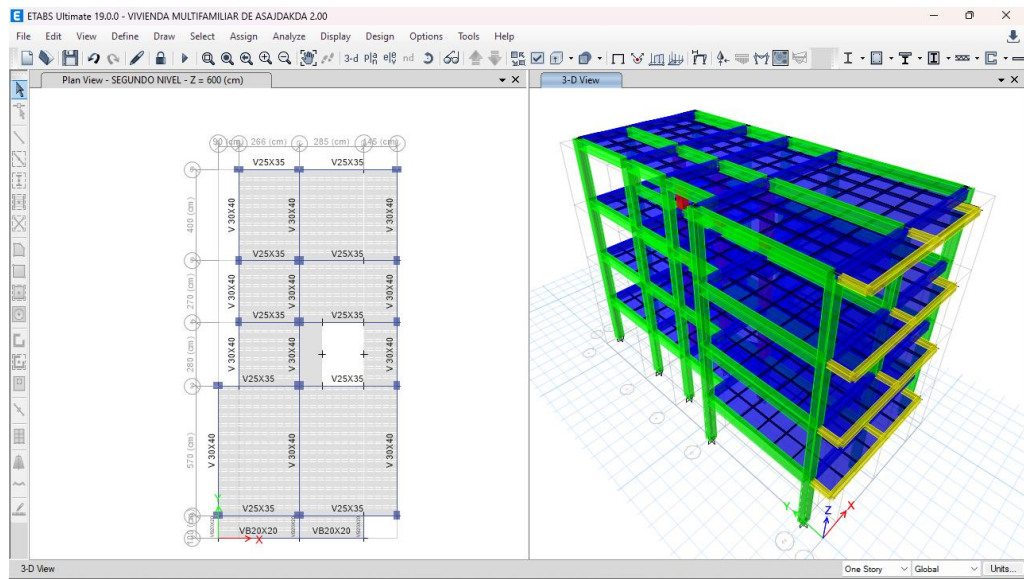 ETABS Ultimate 19.0.0 - VIVIENDA MULTIFAMILIAR DE ASAJDAKDA 2.00
File Edit View Define Draw Select Assign Analyze Display Design Options Tools Help
3-d nd
Plan View - SEGUNDO NIVEL - Z = 600 (cm)
3-D View
90 (cm) 266 (cm) 285 (cm) 145 (cm)
V25X35 V25X35
400 (cm)
V 30X40 V 30X40 V 30X40
V25X35 V25X35
270 (cm)
V 30X40 V 30X40 V 30X40
V25X35 V25X35
280 (cm)
V 30X40 V 30X40 V 30X40
V25X35 V25X35
570 (cm)
V 30X40 V 30X40 V 30X40
V25X35 V25X35
Y
VB20X20 VB20X20
X
Y Z X
3-D View
One Story Global Units...